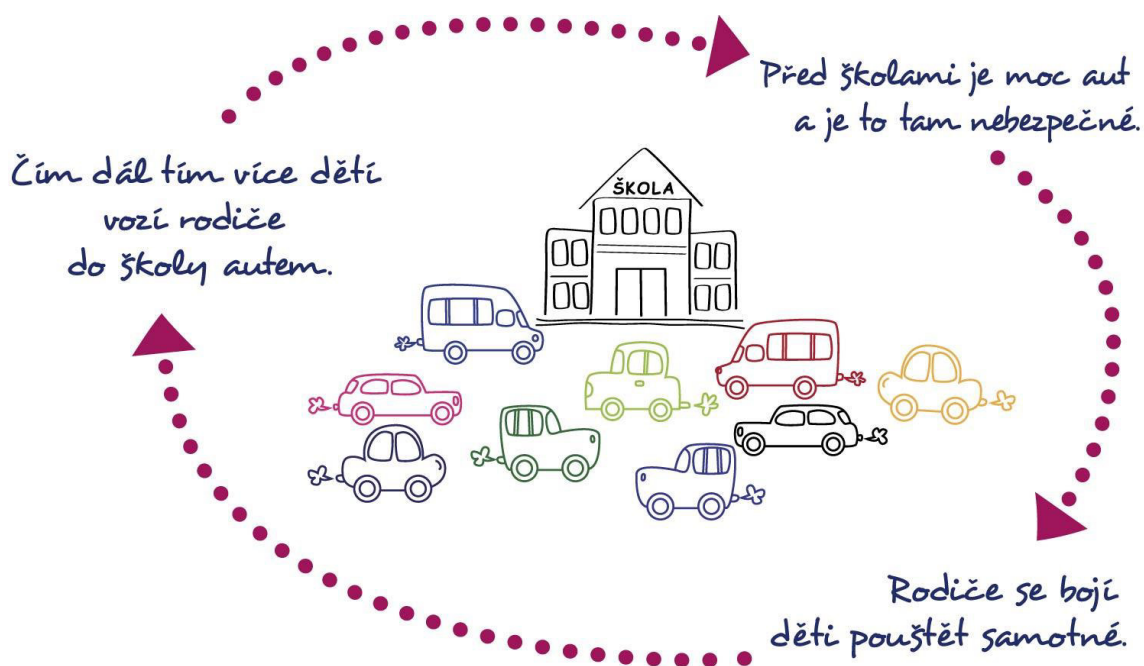 Před školami je moc aut
a je to tam nebezpečné.
Čím dál tím více dětí
vozí rodiče
do školy autem.
ŠKOLA
Rodiče se bojí
děti pouštět samotné.